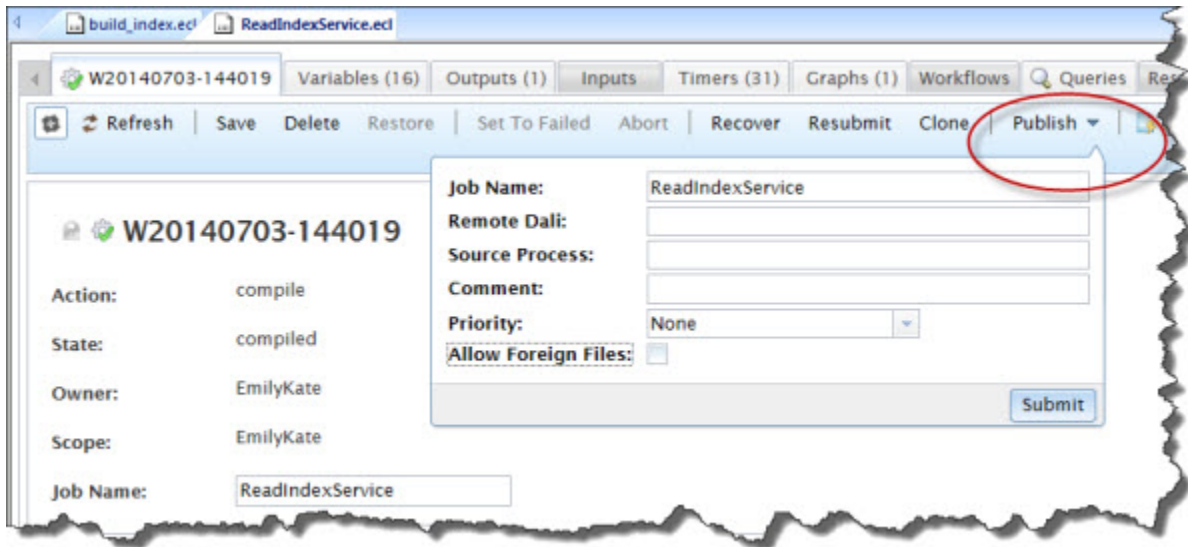 build_index.ecl ReadIndexService.ecl
W20140703-144019 Variables (16) Outputs (1) Inputs Timers (31) Graphs (1) Workflows Queries
Refresh Save Delete Restore Set To Failed Abort Recover Resubmit Clone Publish
Job Name: ReadIndexService
Remote Dali:
Source Process:
Comment:
Priority: None
Allow Foreign Files:
Submit
W20140703-144019
Action: compile
State: compiled
Owner: EmilyKate
Scope: EmilyKate
Job Name: ReadIndexService